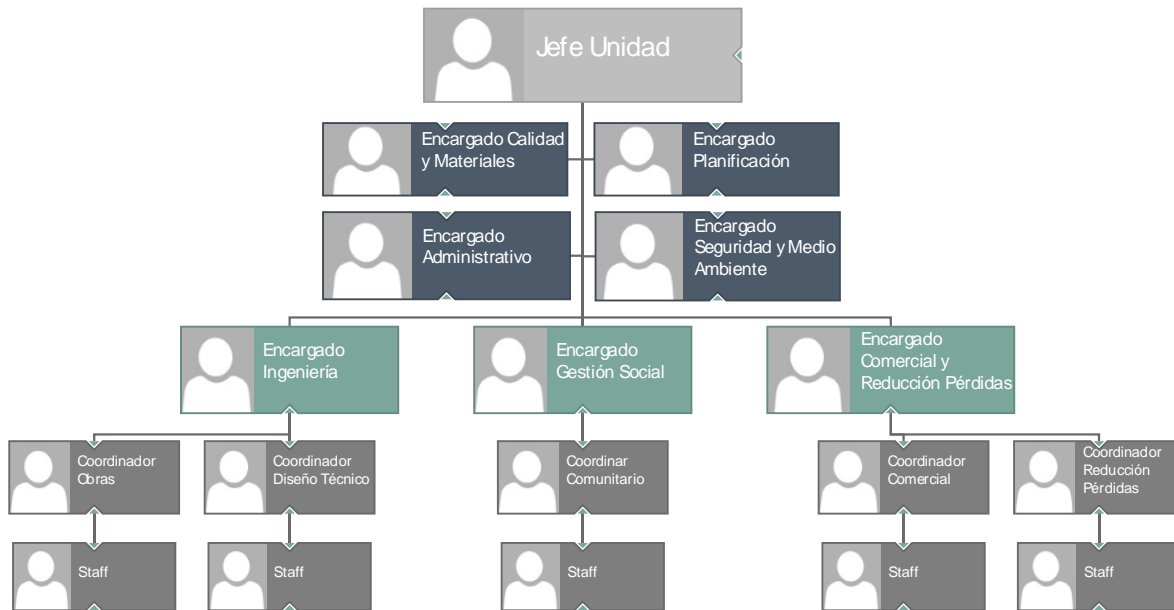 Jefe Unidad
Encargado Calidad
y Materiales
Encargado
Planificación
Encargado
Administrativo
Encargado
Seguridad y Medio
Ambiente
Encargado
Ingeniería
Encargado
Gestión Social
Encargado
Comercial y
Reducción Pérdidas
Coordinador
Obras
Coordinador
Diseño Técnico
Coordinar
Comunitario
Coordinador
Comercial
Coordinador
Reducción
Pérdidas
Staff
Staff
Staff
Staff
Staff